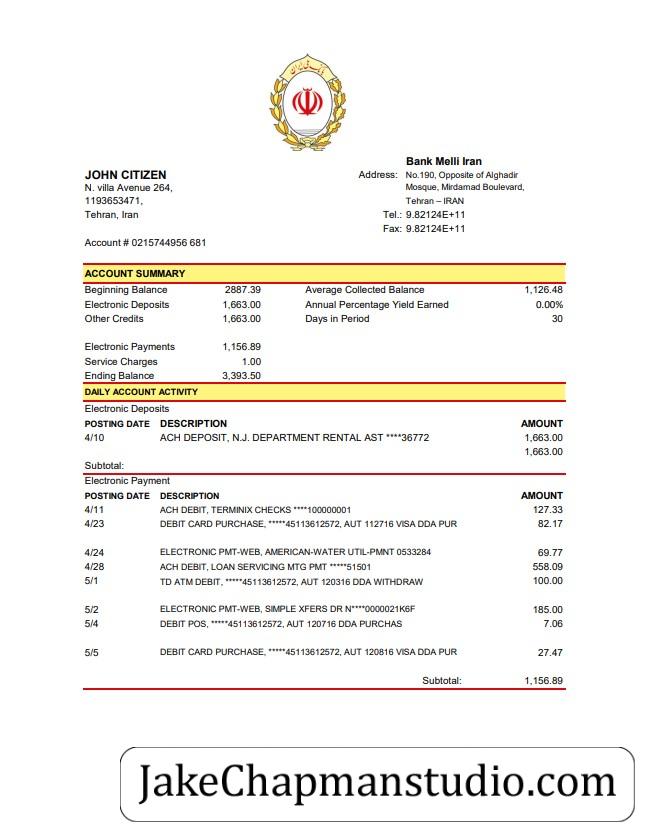 بانک ملی ایران
JOHN CITIZEN
N. villa Avenue 264,
1193653471,
Tehran, Iran
Account # 0215744956 681
Bank Melli Iran
Address: No.190, Opposite of Alghadir
Mosque, Mirdamad Boulevard,
Tehran – IRAN
Tel.: 9.82124E+11
Fax: 9.82124E+11
ACCOUNT SUMMARY
Beginning Balance 2887.39 Average Collected Balance 1,126.48
Electronic Deposits 1,663.00 Annual Percentage Yield Earned 0.00%
Other Credits 1,663.00 Days in Period 30
Electronic Payments 1,156.89
Service Charges 1.00
Ending Balance 3,393.50
DAILY ACCOUNT ACTIVITY
Electronic Deposits
POSTING DATE DESCRIPTION AMOUNT
4/10 ACH DEPOSIT, N.J. DEPARTMENT RENTAL AST ****36772 1,663.00
1,663.00
Subtotal:
Electronic Payment
POSTING DATE DESCRIPTION AMOUNT
4/11 ACH DEBIT, TERMINIX CHECKS ****100000001 127.33
4/23 DEBIT CARD PURCHASE, *****45113612572, AUT 112716 VISA DDA PUR 82.17
4/24 ELECTRONIC PMT-WEB, AMERICAN-WATER UTIL-PMNT 0533284 69.77
4/28 ACH DEBIT, LOAN SERVICING MTG PMT *****51501 558.09
5/1 TD ATM DEBIT, *****45113612572, AUT 120316 DDA WITHDRAW 100.00
5/2 ELECTRONIC PMT-WEB, SIMPLE XFERS DR N****0000021K6F 185.00
5/4 DEBIT POS, *****45113612572, AUT 120716 DDA PURCHAS 7.06
5/5 DEBIT CARD PURCHASE, *****45113612572, AUT 120816 VISA DDA PUR 27.47
Subtotal: 1,156.89
JakeChapmanstudio.com